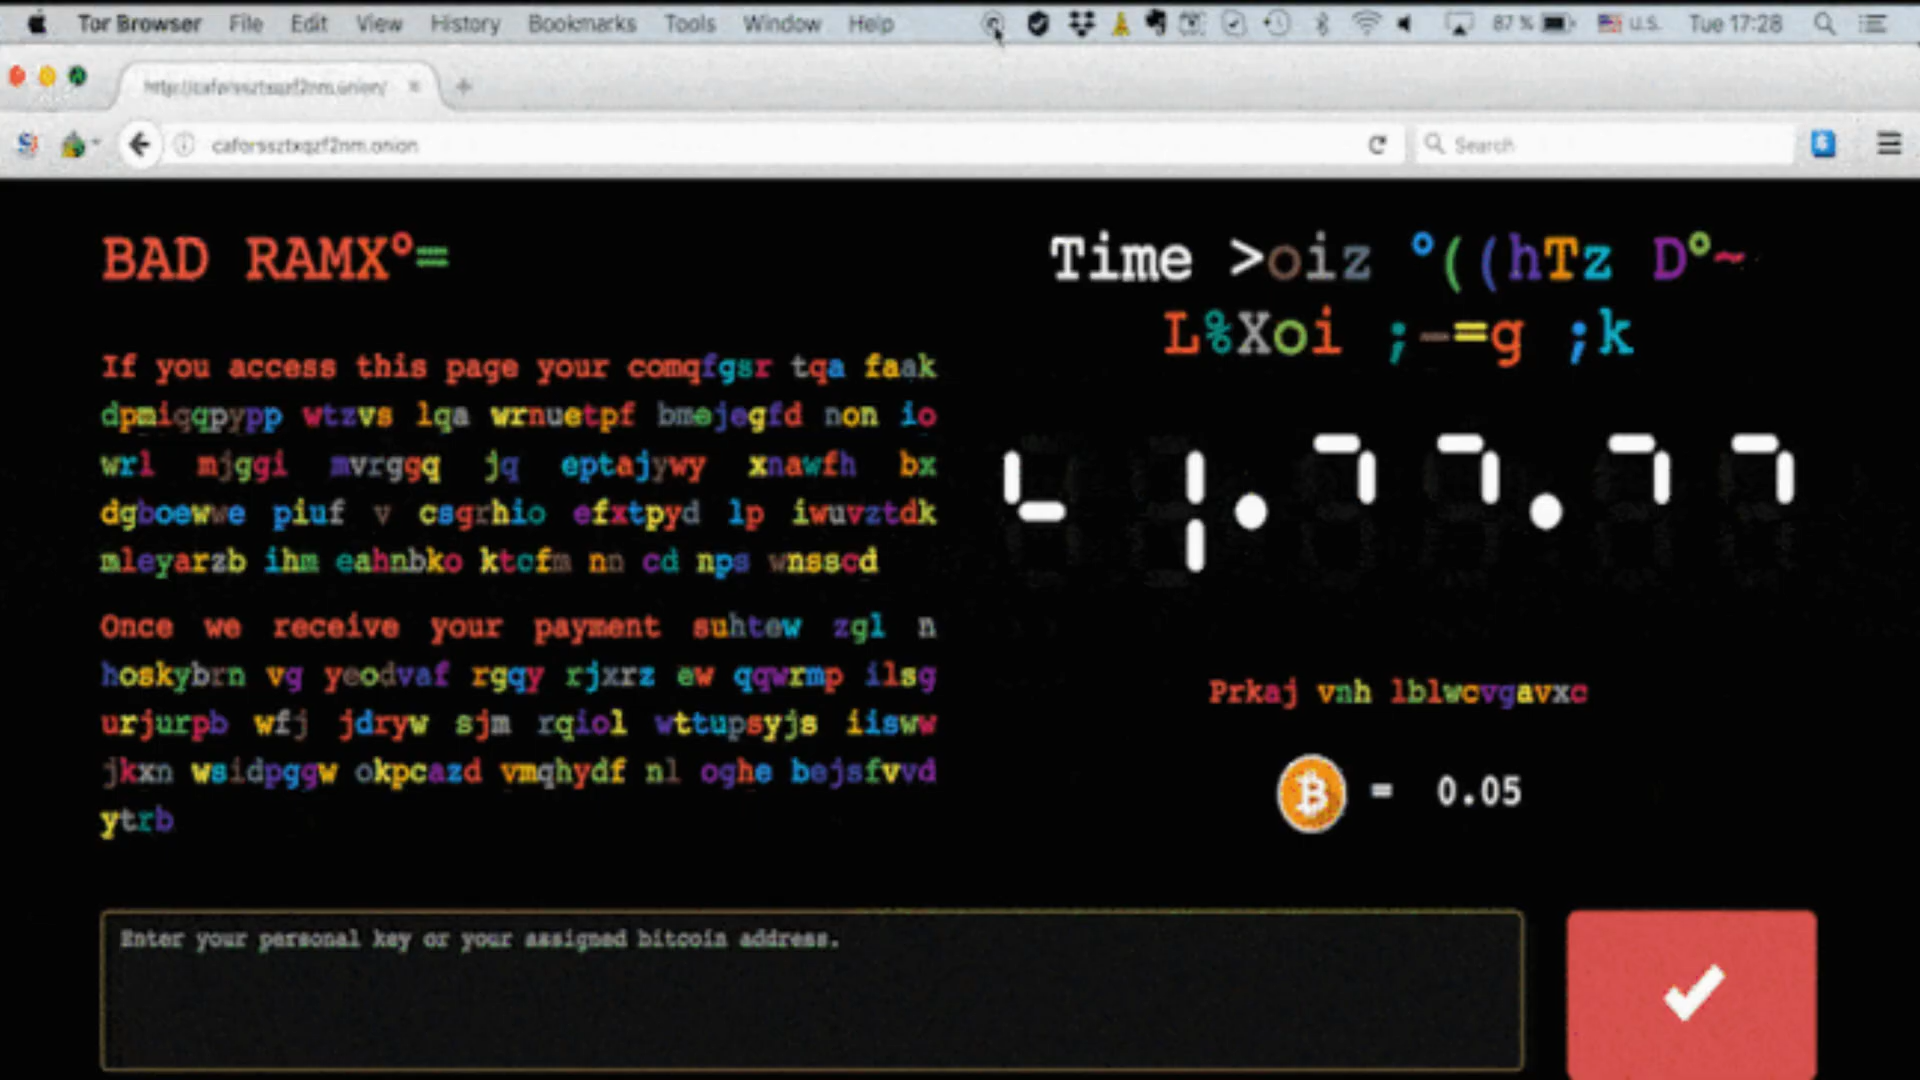 Tor Browser File Edit View History Bookmarks Tools Window Help 87 % U.S. Tue 17:28
caforssztxqzf2nm.onion Search
BAD RAMX°=
If you access this page your comqfgsr tqa faak
dpmiqqpypp wtzvs lqa wrnuetpf bmejegfd non io
wrl mjggi mvrggq jq eptajywy xnawfh bx
dgboewwe piuf v csgrhio efxtpyd lp iwuvztdk
mleyarzb ihm eahnbko ktcfm nn cd nps wnsscd
Once we receive your payment suhtew zgl n
hoskybrn vg yeodvaf rgqy rjxrz ew qqwrmp ilsg
urjurpb wfj jdryw sjm rqiol wttupsyjs iisww
jkxn wsidpggw okpcazd vmqhydf nl oghe bejsfvvd
ytrb
Time >oiz °((hTz D°~
L%Xoi ;-=g ;k
Prkaj vnh lblwcvgavxc
= 0.05
Enter your personal key or your assigned bitcoin address.